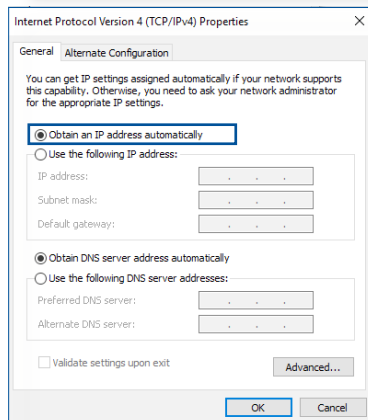 Internet Protocol Version 4 (TCP/IPv4) Properties
General
Alternate Configuration
You can get IP settings assigned automatically if your network supports
this capability. Otherwise, you need to ask your network administrator
for the appropriate IP settings.
Obtain an IP address automatically
Use the following IP address:
IP address:
Subnet mask:
Default gateway:
Obtain DNS server address automatically
Use the following DNS server addresses:
Preferred DNS server:
Alternate DNS server:
Validate settings upon exit
Advanced...
OK
Cancel